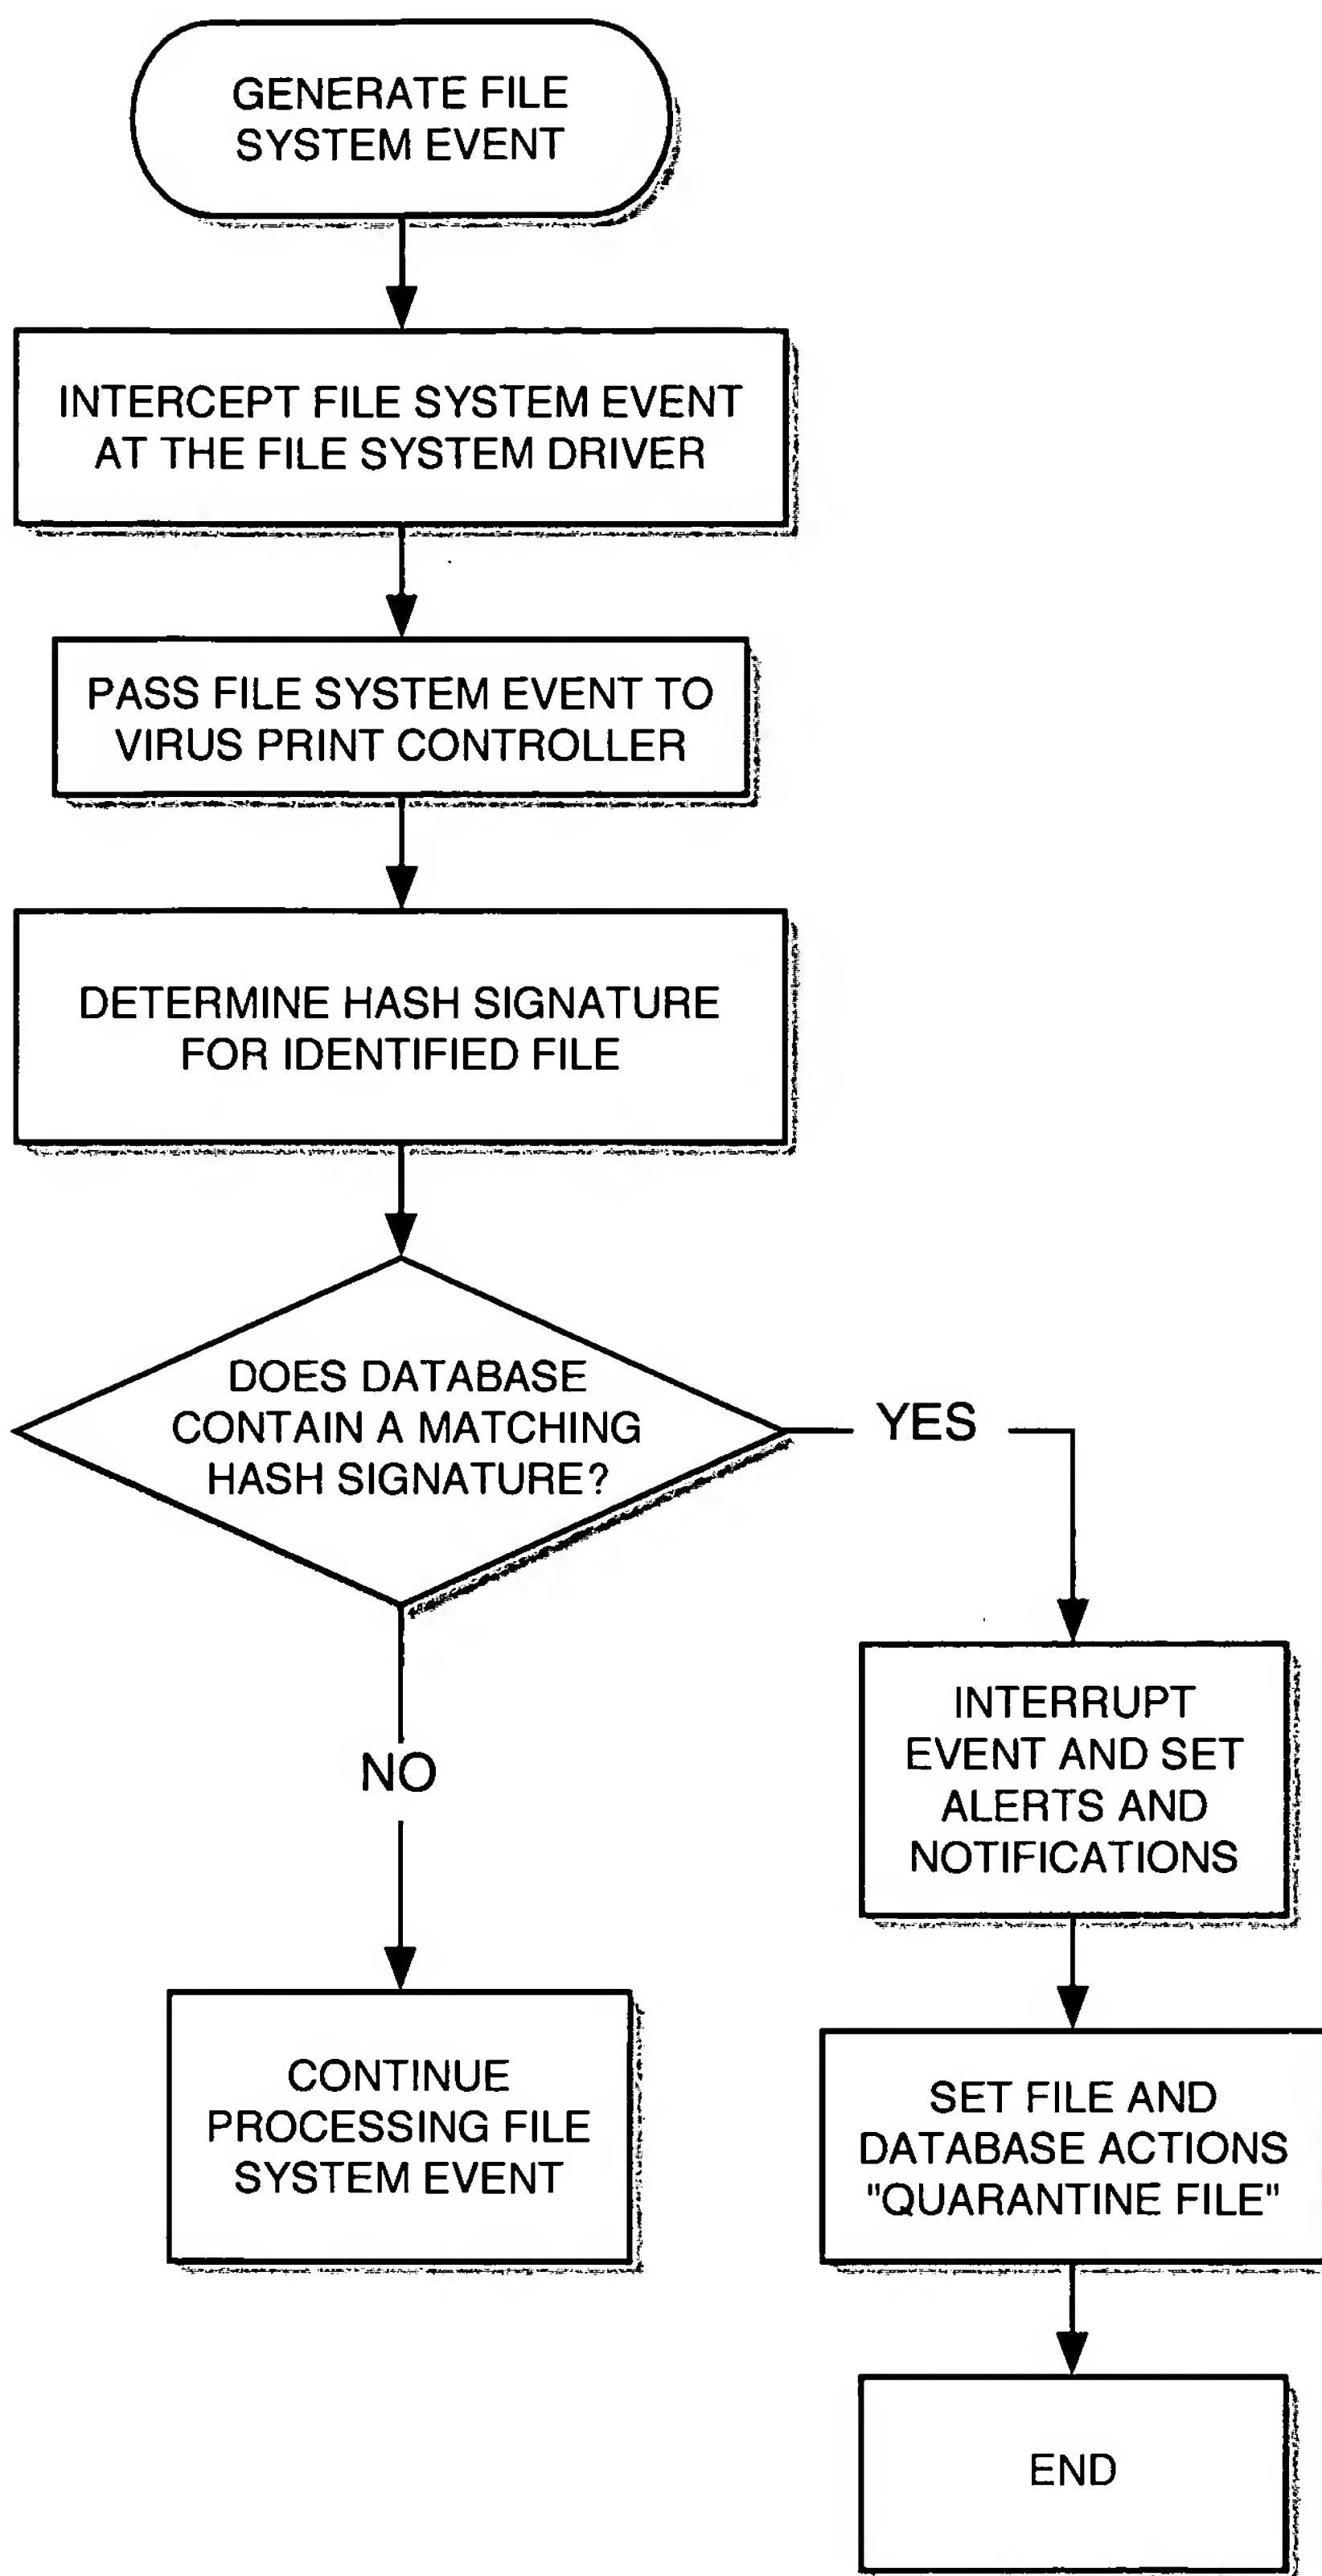 GENERATE FILE
SYSTEM EVENT
INTERCEPT FILE SYSTEM EVENT
AT THE FILE SYSTEM DRIVER
PASS FILE SYSTEM EVENT TO
VIRUS PRINT CONTROLLER
DETERMINE HASH SIGNATURE
FOR IDENTIFIED FILE
DOES DATABASE
CONTAIN A MATCHING
HASH SIGNATURE?
YES
NO
INTERRUPT
EVENT AND SET
ALERTS AND
NOTIFICATIONS
CONTINUE
PROCESSING FILE
SYSTEM EVENT
SET FILE AND
DATABASE ACTIONS
"QUARANTINE FILE"
END